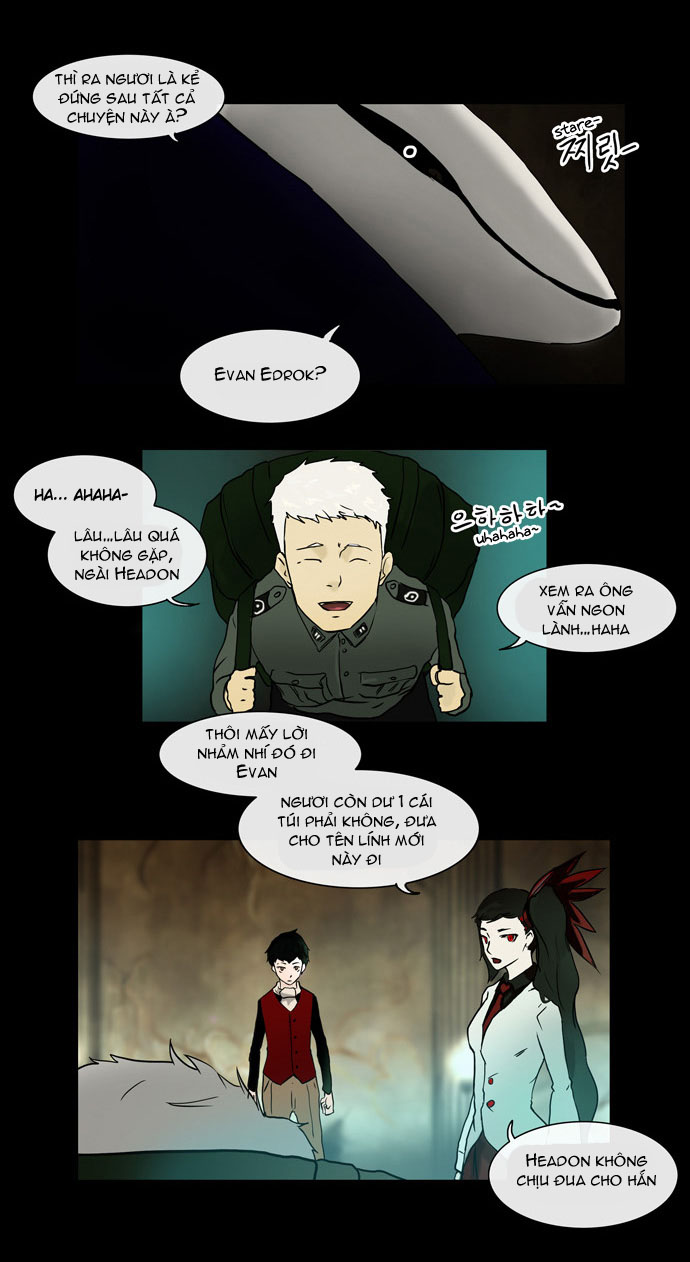 THÌ RA NGƯƠI LÀ KẺ
ĐỨNG SAU TẤT CẢ
CHUYỆN NÀY À?
stare~
찌릿~
EVAN EDROK?
HA... AHAHA-
LÂU...LÂU QUÁ
KHÔNG GẶP,
NGÀI HEADON
으하하하~
uhahaha~
XEM RA ÔNG
VẪN NGON
LÀNH...HAHA
THÔI MẤY LỜI
NHẢM NHÍ ĐÓ ĐI
EVAN
NGƯƠI CÒN DƯ 1 CÁI
TÚI PHẢI KHÔNG, ĐƯA
CHO TÊN LÍNH MỚI
NÀY ĐI
HEADON KHÔNG
CHỊU ĐUA CHO HẮN